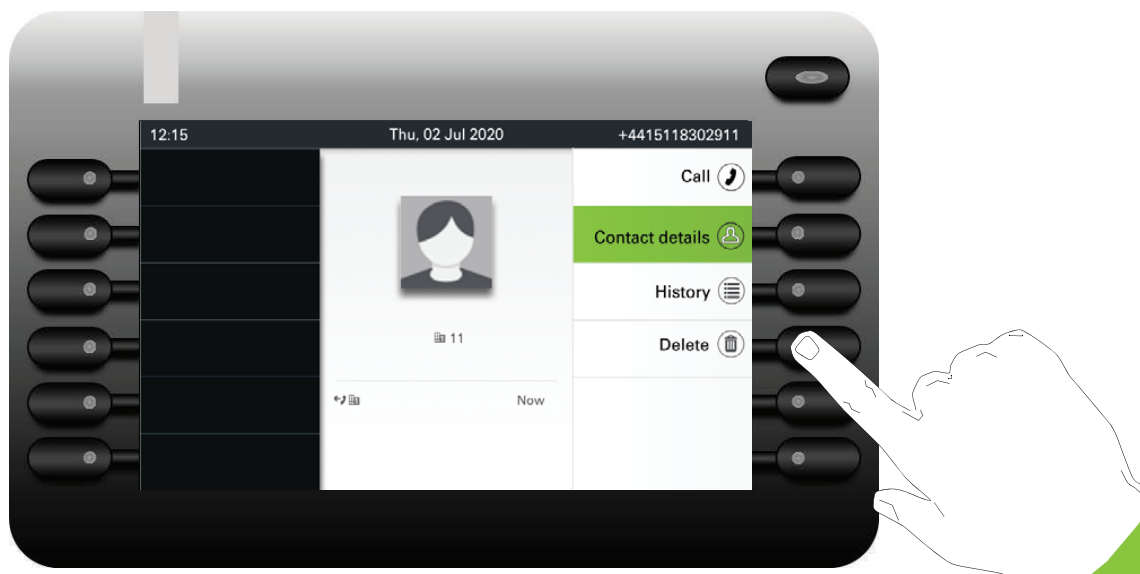 12:15 Thu, 02 Jul 2020 +4415118302911
Call
Contact details
History
11
Delete
Now